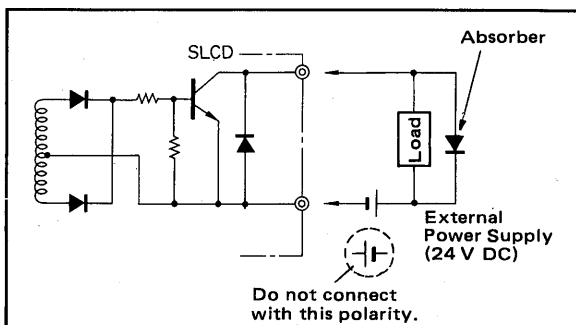 SLCD
Absorber
Load
External
Power Supply
(24 V DC)
Do not connect
with this polarity.